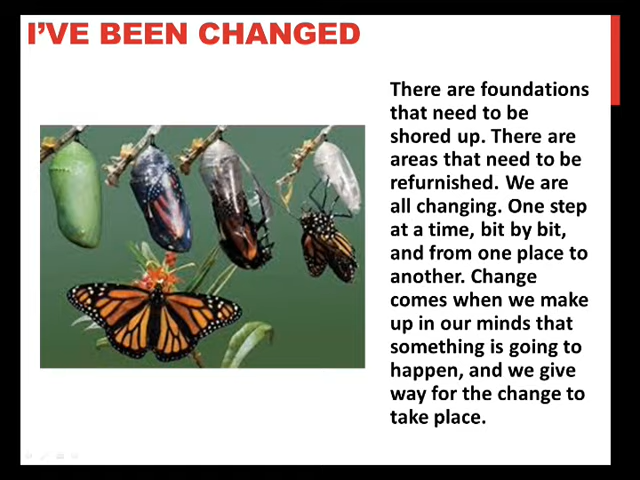 I'VE BEEN CHANGED
There are foundations
that need to be
shored up. There are
areas that need to be
refurnished. We are
all changing. One step
at a time, bit by bit,
and from one place to
another. Change
comes when we make
up in our minds that
something is going to
happen, and we give
way for the change to
take place.